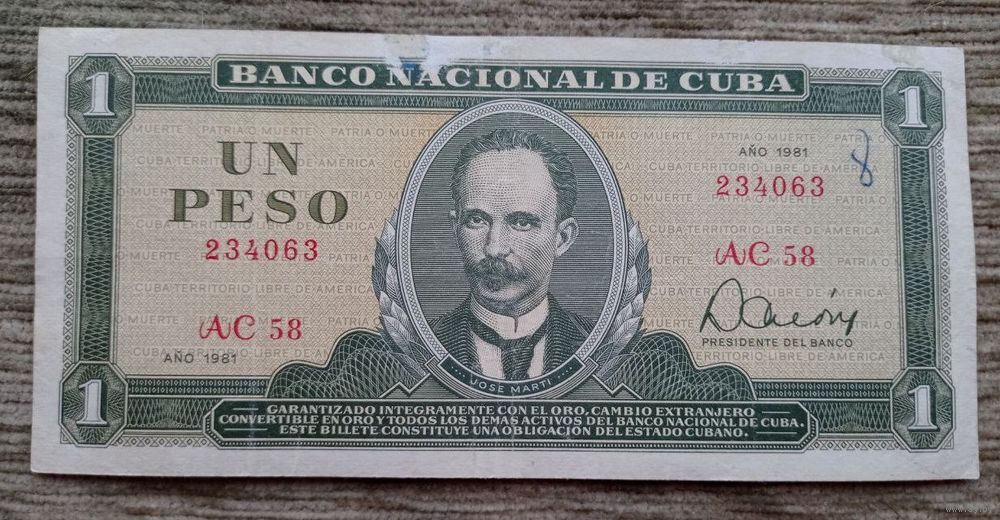 BANCO NACIONAL DE CUBA
1
1
UN
PESO
234063
AC 58
AÑO 1981
AÑO 1981
8
234063
AC 58
PRESIDENTE DEL BANCO
JOSE MARTI
PATRIA O MUERTE
CUBA TERRITORIO LIBRE DE AMERICA
1
1
GARANTIZADO INTEGRAMENTE CON EL ORO, CAMBIO EXTRANJERO
CONVERTIBLE EN ORO Y TODOS LOS DEMAS ACTIVOS DEL BANCO NACIONAL DE CUBA.
ESTE BILLETE CONSTITUYE UNA OBLIGACION DEL ESTADO CUBANO.